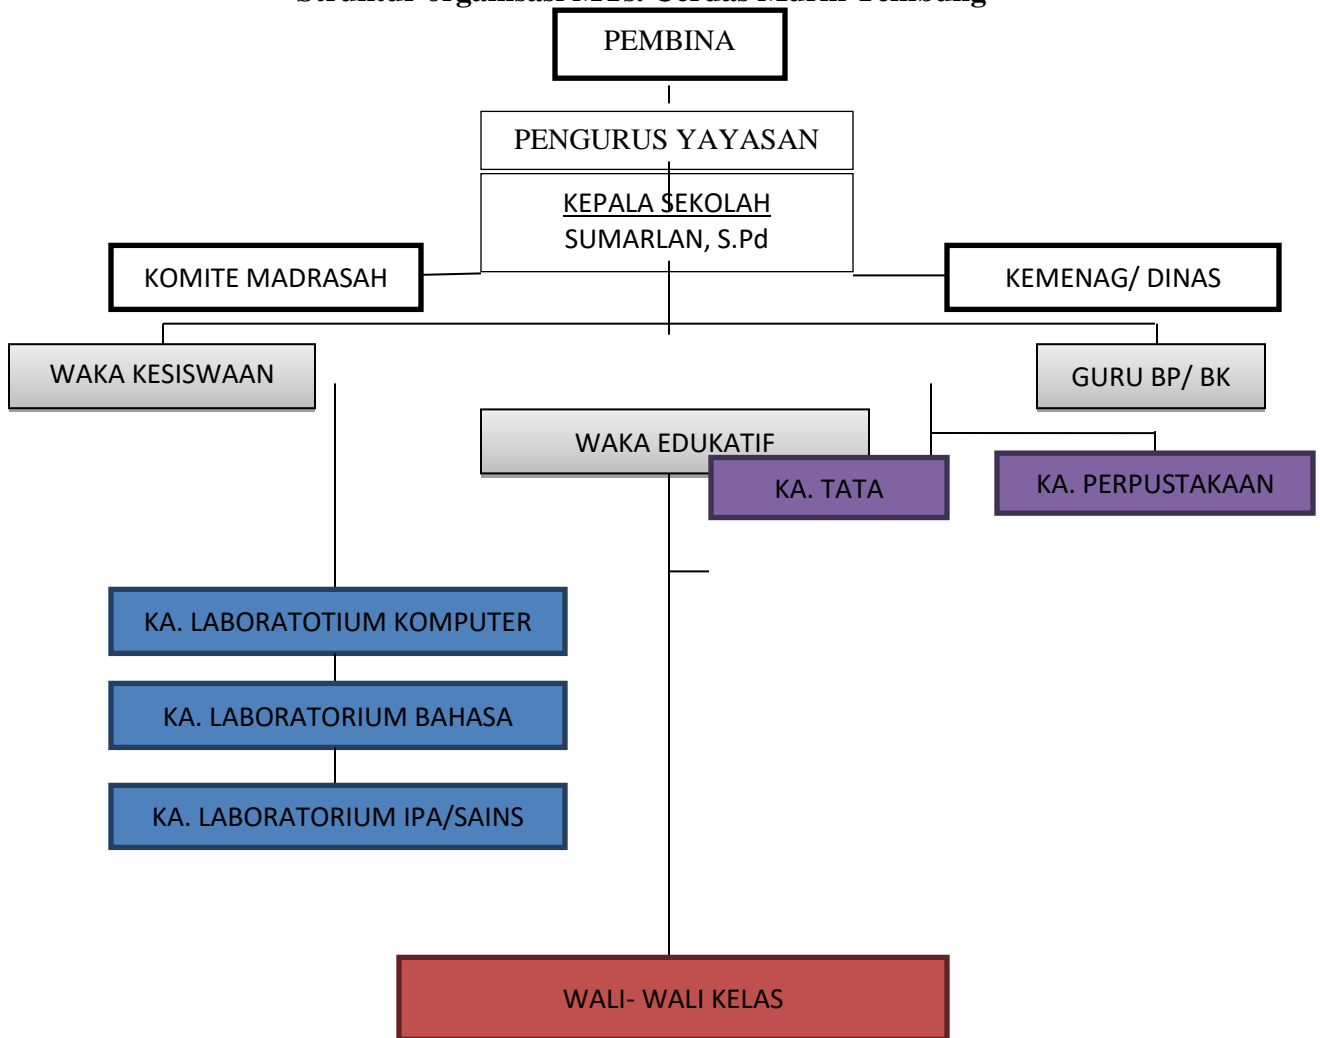 PEMBINA
PENGURUS YAYASAN
KEPALA SEKOLAH
SUMARLAN, S.Pd
KOMITE MADRASAH
KEMENAG/ DINAS
WAKA KESISWAAN
GURU BP/ BK
WAKA EDUKATIF
KA. TATA
KA. PERPUSTAKAAN
KA. LABORATOTIUM KOMPUTER
KA. LABORATORIUM BAHASA
KA. LABORATORIUM IPA/SAINS
WALI- WALI KELAS